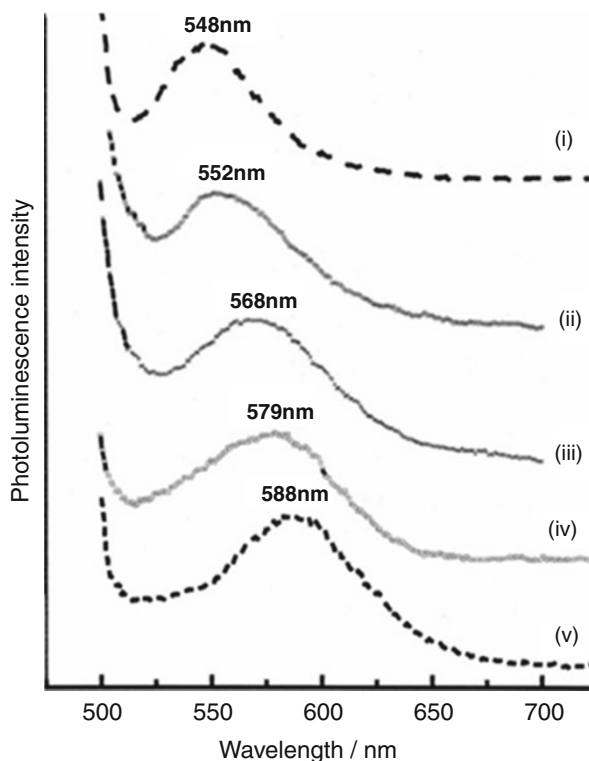 548nm
(i)
552nm
(ii)
568nm
(iii)
579nm
(iv)
588nm
(v)
Photoluminescence intensity
500 550 600 650 700
Wavelength / nm